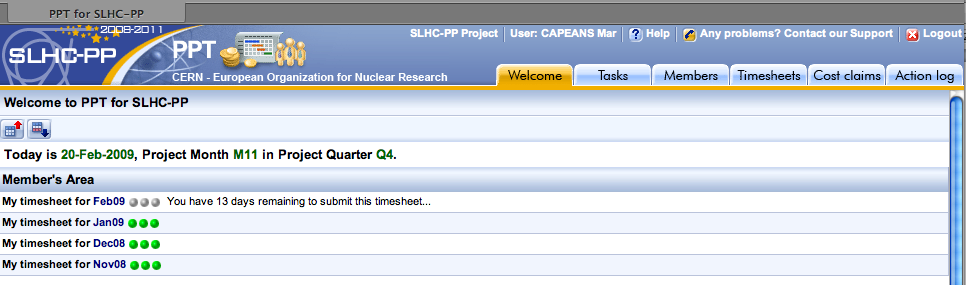 PPT for SLHC-PP
2008-2011
SLHC-PP
PPT
CERN - European Organization for Nuclear Research
SLHC-PP Project User: CAPEANS Mar Help Any problems? Contact our Support Logout
Welcome Tasks Members Timesheets Cost claims Action log
Welcome to PPT for SLHC-PP
Today is 20-Feb-2009, Project Month M11 in Project Quarter Q4.
Member's Area
My timesheet for Feb09 You have 13 days remaining to submit this timesheet...
My timesheet for Jan09
My timesheet for Dec08
My timesheet for Nov08